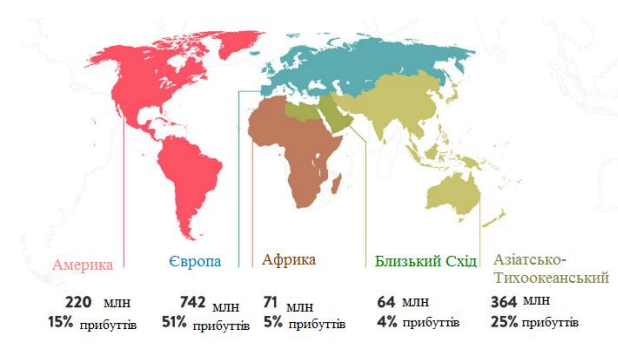 Америка
220 млн
15% прибуттів
Європа
742 млн
51% прибуттів
Африка
71 млн
5% прибуттів
Близький Схід
64 млн
4% прибуттів
Азіатсько-
Тихоокеанський
364 млн
25% прибуттів